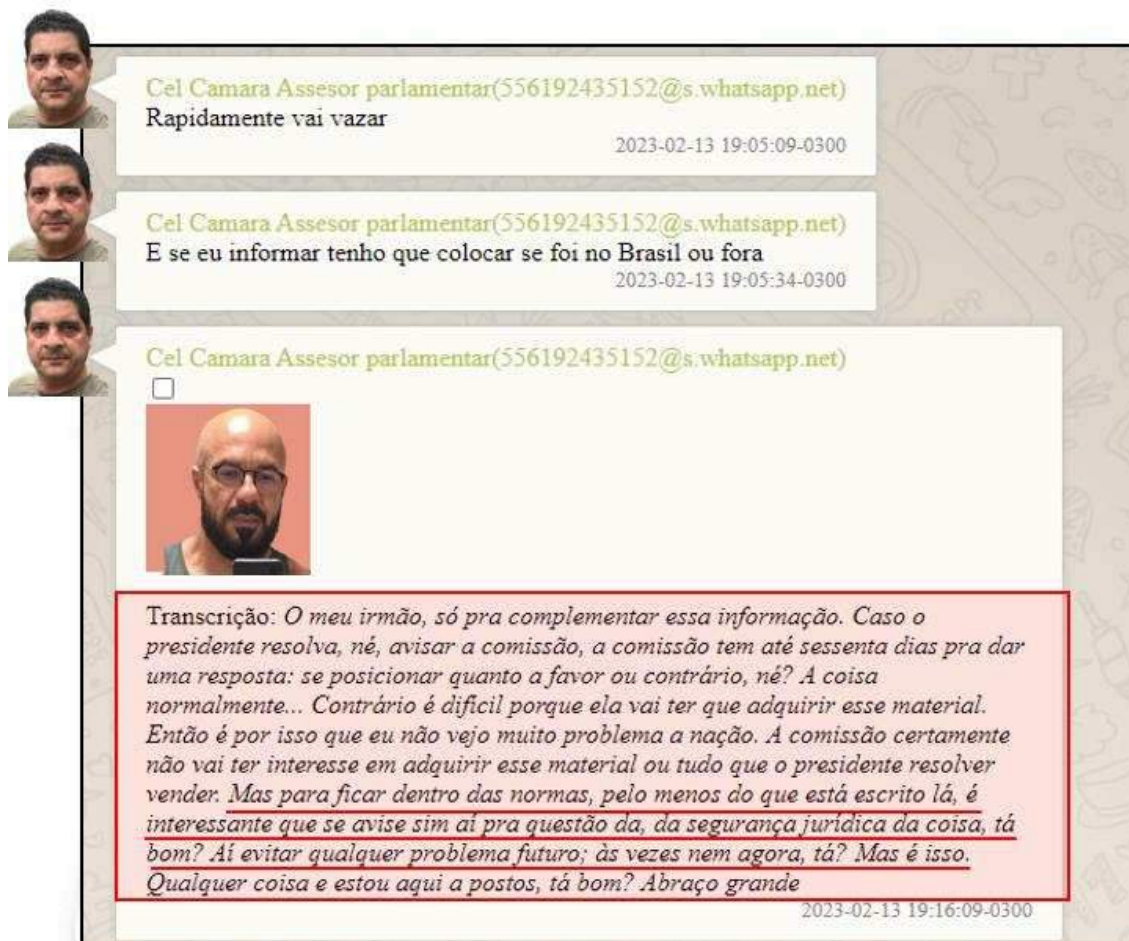 Cel Camara Assesor parlamentar(556192435152@s.whatsapp.net)
Rapidamente vai vazar
2023-02-13 19:05:09-0300
Cel Camara Assesor parlamentar(556192435152@s.whatsapp.net)
E se eu informar tenho que colocar se foi no Brasil ou fora
2023-02-13 19:05:34-0300
Cel Camara Assesor parlamentar(556192435152@s.whatsapp.net)
Transcrição: O meu irmão, só pra complementar essa informação. Caso o
presidente resolva, né, avisar a comissão, a comissão tem até sessenta dias pra dar
uma resposta: se posicionar quanto a favor ou contrário, né? A coisa
normalmente... Contrário é difícil porque ela vai ter que adquirir esse material.
Então é por isso que eu não vejo muito problema a nação. A comissão certamente
não vai ter interesse em adquirir esse material ou tudo que o presidente resolver
vender. Mas para ficar dentro das normas, pelo menos do que está escrito lá, é
interessante que se avise sim aí pra questão da, da segurança jurídica da coisa, tá
bom? Aí evitar qualquer problema futuro; às vezes nem agora, tá? Mas é isso.
Qualquer coisa e estou aqui a postos, tá bom? Abraço grande
2023-02-13 19:16:09-0300